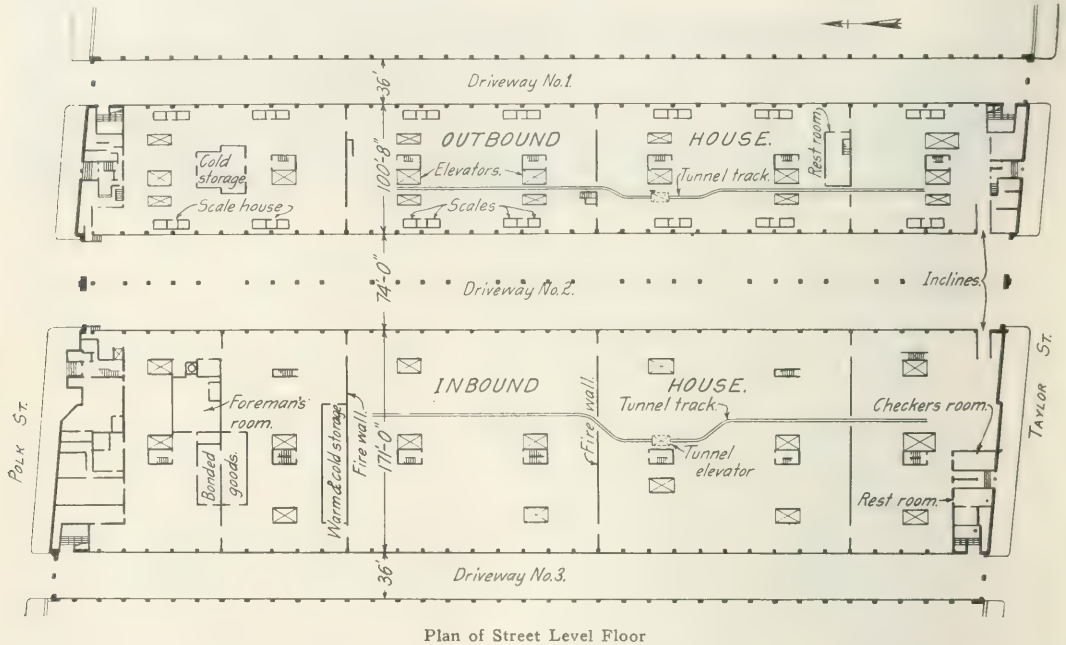 Driveway No.1.
36'
OUTBOUND HOUSE.
100'-8"
Cold
storage
Elevators.
Tunnel track.
Rest room
Scale house
Scales
74'-0"
Driveway No.2.
Inclines.
POLK ST.
TAYLOR ST.
INBOUND HOUSE.
Foreman's
room.
Bonded
goods.
Warm & cold storage
Fire wall.
171'-0"
Fire wall.
Tunnel track.
Tunnel
elevator
Checkers room.
Rest room.
Driveway No.3.
36'
Plan of Street Level Floor